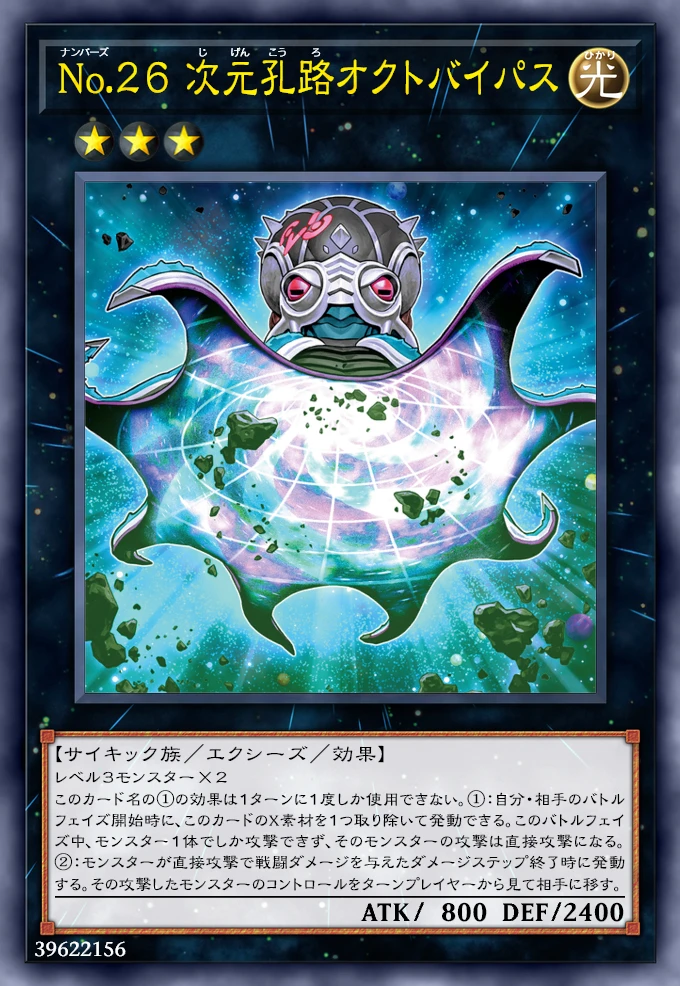 ナンバーズ じげんこうろ
No.26 次元孔路オクトバイパス
ひかり
光
26
【サイキック族／エクシーズ／効果】
レベル3モンスター×2
このカード名の①の効果は1ターンに1度しか使用できない。①：自分・相手のバトル
フェイズ開始時に、このカードのX素材を1つ取り除いて発動できる。このバトルフェイ
ズ中、モンスター1体でしか攻撃できず、そのモンスターの攻撃は直接攻撃になる。
②：モンスターが直接攻撃で戦闘ダメージを与えたダメージステップ終了時に発動
する。その攻撃したモンスターのコントロールをターンプレイヤーから見て相手に移す。
ATK/ 800 DEF/2400
39622156